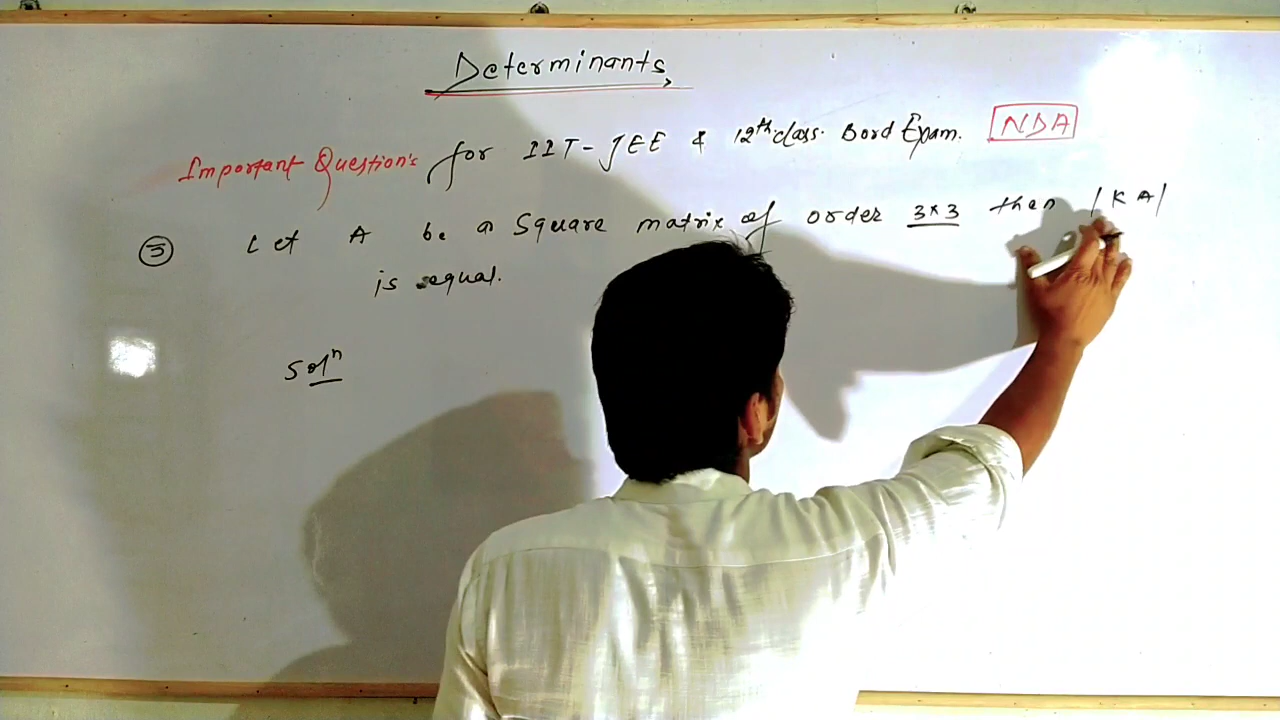 Determinants
Important Question's for IIT-JEE & 12th class. Bord Exam. NDA
③ Let A be a Square matrix of order 3×3 then |KA|
is equal.
Solⁿ